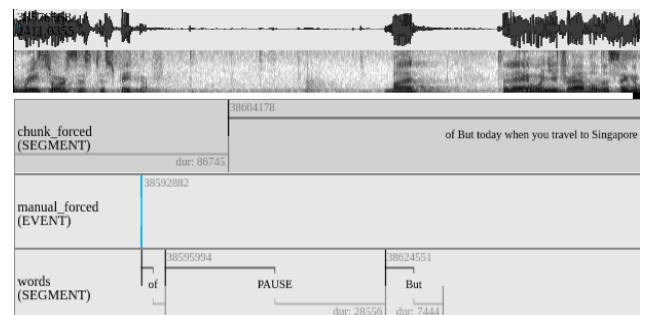 38604178
chunk_forced
(SEGMENT)
of But today when you travel to Singapore
dur: 86745
38592882
manual_forced
(EVENT)
38595994
38624551
words
(SEGMENT)
of
PAUSE
But
dur: 28556
dur: 7444